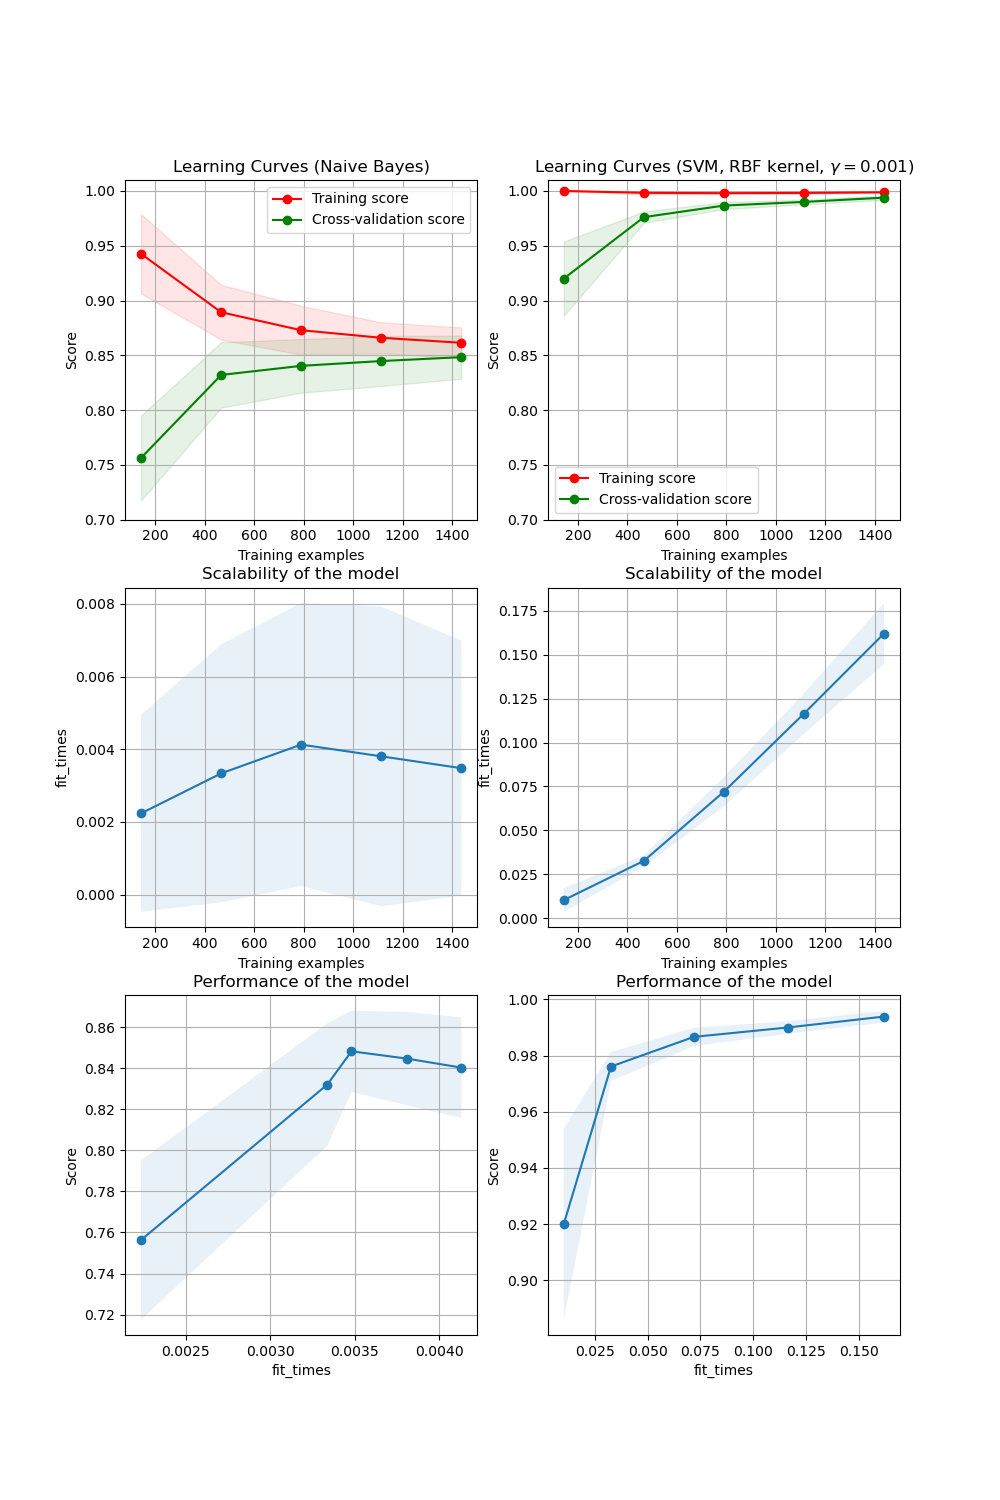 Learning Curves (Naive Bayes)
1.00
0.95
0.90
0.85
0.80
0.75
0.70
Score
Training score
Cross-validation score
200 400 600 800 1000 1200 1400
Training examples
Learning Curves (SVM, RBF kernel, γ = 0.001)
1.00
0.95
0.90
0.85
0.80
0.75
0.70
Score
Training score
Cross-validation score
200 400 600 800 1000 1200 1400
Training examples
Scalability of the model
0.008
0.006
0.004
0.002
0.000
fit_times
200 400 600 800 1000 1200 1400
Training examples
Scalability of the model
0.175
0.150
0.125
0.100
0.075
0.050
0.025
0.000
fit_times
200 400 600 800 1000 1200 1400
Training examples
Performance of the model
0.86
0.84
0.82
0.80
0.78
0.76
0.74
0.72
Score
0.0025 0.0030 0.0035 0.0040
fit_times
Performance of the model
1.00
0.98
0.96
0.94
0.92
0.90
Score
0.025 0.050 0.075 0.100 0.125 0.150
fit_times